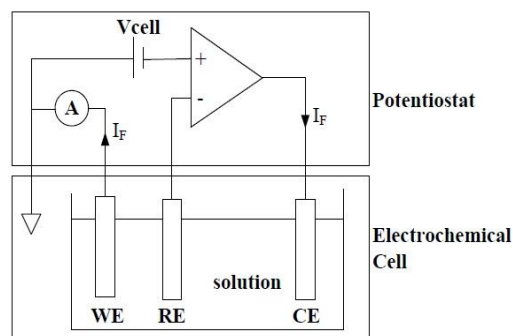 Vcell
+
A
-
Potentiostat
I_F
I_F
Electrochemical
Cell
solution
WE RE CE